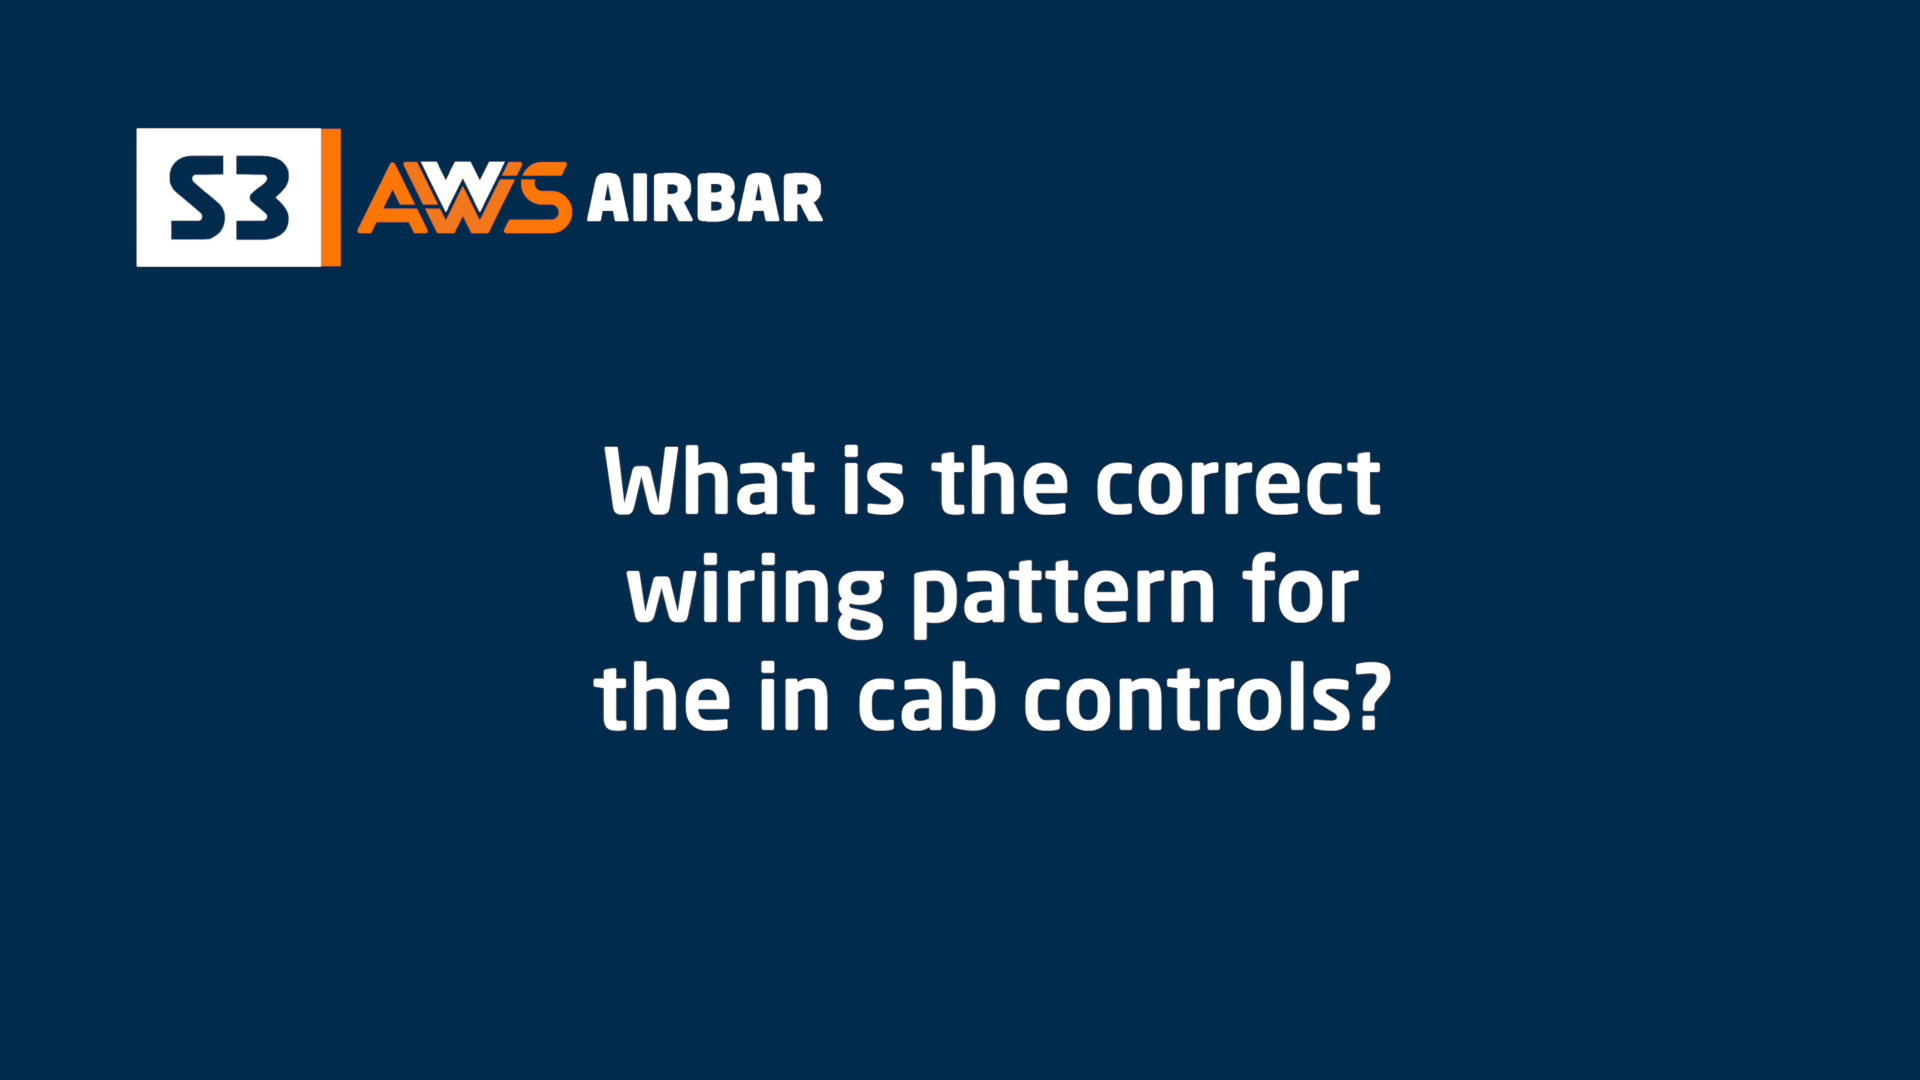 S3 AWS AIRBAR
What is the correct
wiring pattern for
the in cab controls?